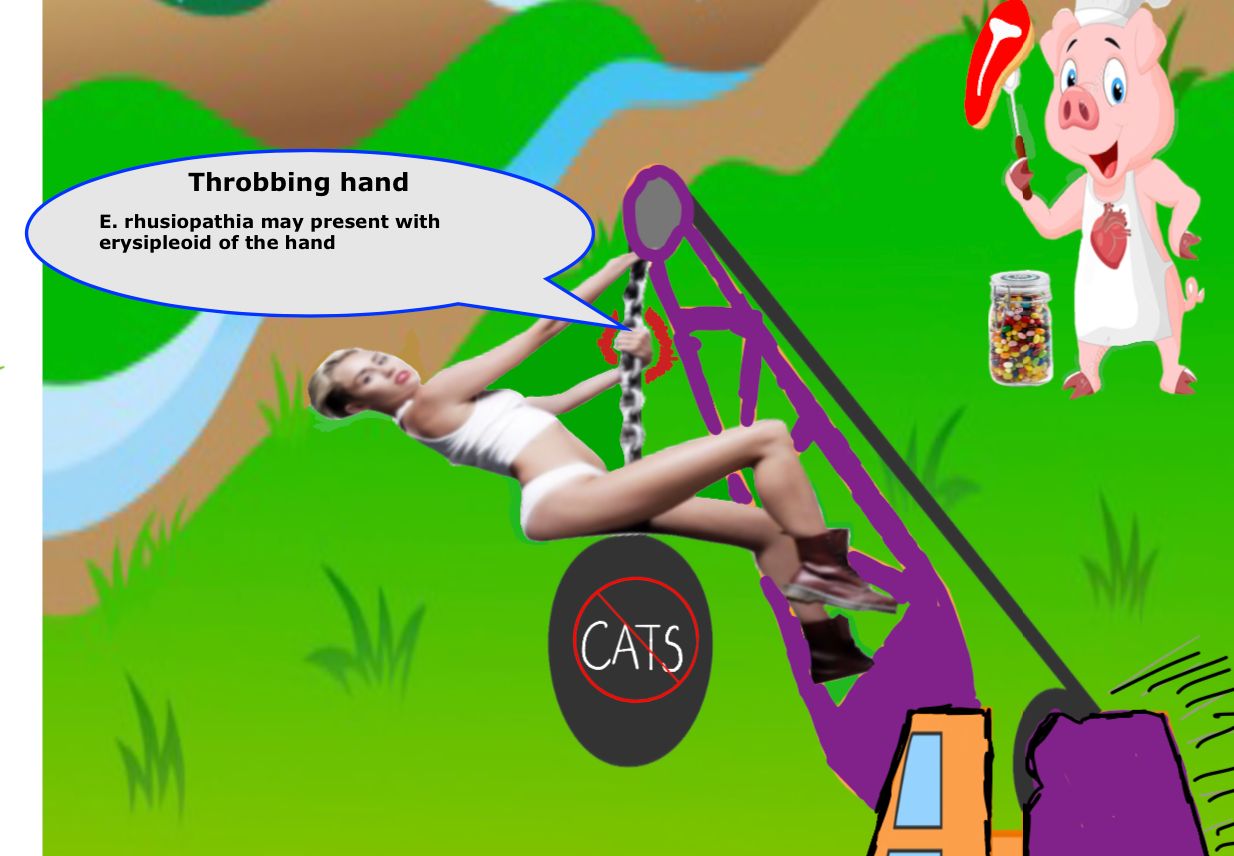 Throbbing hand
E. rhusiopathia may present with
erysipleoid of the hand
CATS